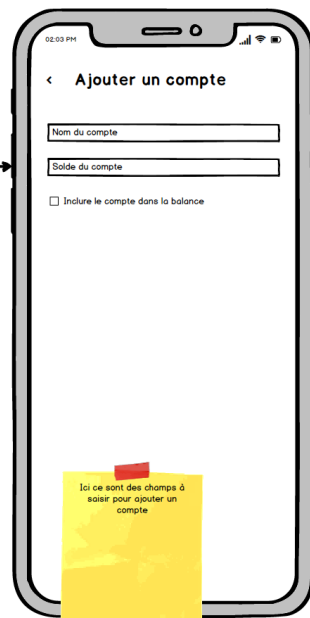 02:03 PM
< Ajouter un compte
Nom du compte
Solde du compte
Inclure le compte dans la balance
Ici ce sont des champs à
saisir pour ajouter un
compte